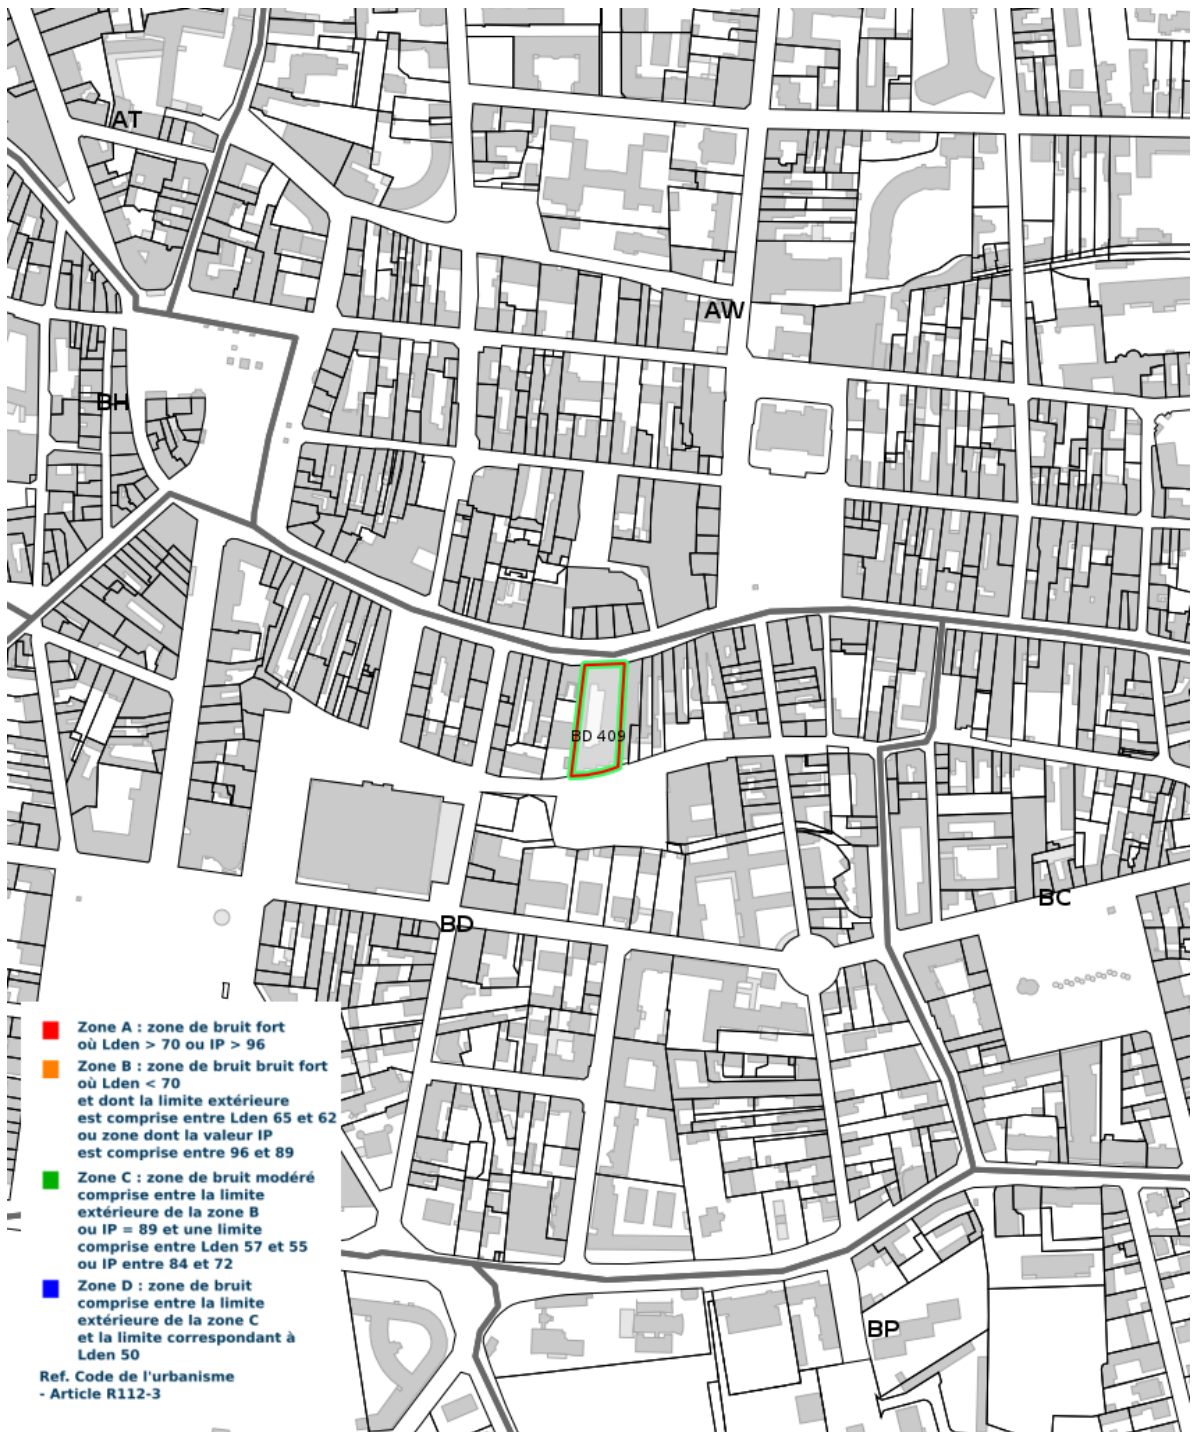 AT
AW
BH
BD 409
BC
BD
Zone A : zone de bruit fort
où Lden > 70 ou IP > 96
Zone B : zone de bruit bruit fort
où Lden < 70
et dont la limite extérieure
est comprise entre Lden 65 et 62
ou zone dont la valeur IP
est comprise entre 96 et 89
Zone C : zone de bruit modéré
comprise entre la limite
extérieure de la zone B
ou IP = 89 et une limite
comprise entre Lden 57 et 55
ou IP entre 84 et 72
Zone D : zone de bruit
comprise entre la limite
extérieure de la zone C
et la limite correspondant à
Lden 50
Ref. Code de l'urbanisme
- Article R112-3
BP